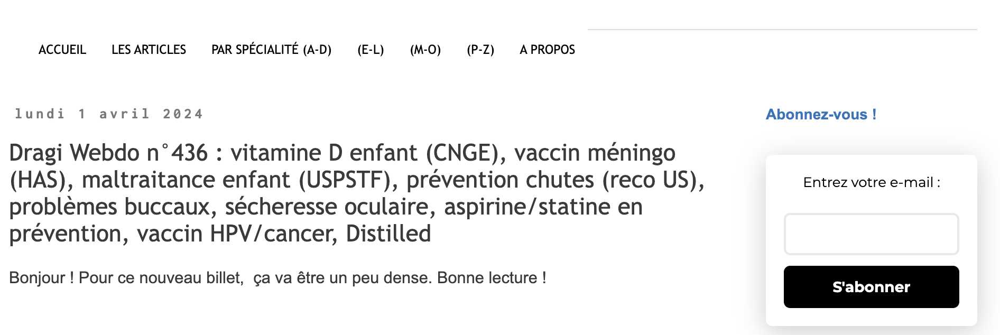 ACCUEIL LES ARTICLES PAR SPÉCIALITÉ (A-D) (E-L) (M-O) (P-Z) A PROPOS
lundi 1 avril 2024
Dragi Webdo n°436 : vitamine D enfant (CNGE), vaccin méningo
(HAS), maltraitance enfant (USPSTF), prévention chutes (reco US),
problèmes buccaux, sécheresse oculaire, aspirine/statine en
prévention, vaccin HPV/cancer, Distilled
Bonjour ! Pour ce nouveau billet,  ça va être un peu dense. Bonne lecture !
Abonnez-vous !
Entrez votre e-mail :
S'abonner